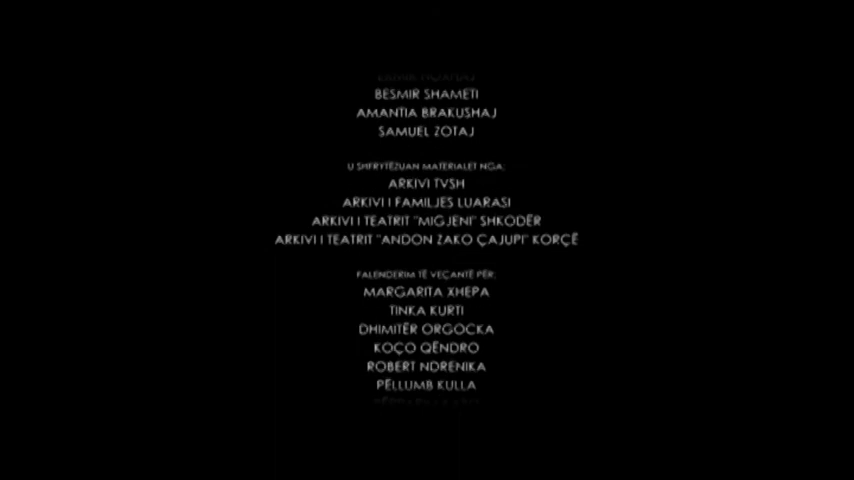 BESMIR SHAMETI
AMANTIA BRAKUSHAJ
SAMUEL ZOTAJ
U SHFRYTËZUAN MATERIALET NGA:
ARKIVI TVSH
ARKIVI I FAMILJES LUARASI
ARKIVI I TEATRIT "MIGJENI" SHKODËR
ARKIVI I TEATRIT "ANDON ZAKO ÇAJUPI" KORÇË
FALENDERIM TË VEÇANTË PËR:
MARGARITA XHEPA
TINKA KURTI
DHIMITËR ORGOCKA
KOÇO QËNDRO
ROBERT NDRENIKA
PËLLUMB KULLA